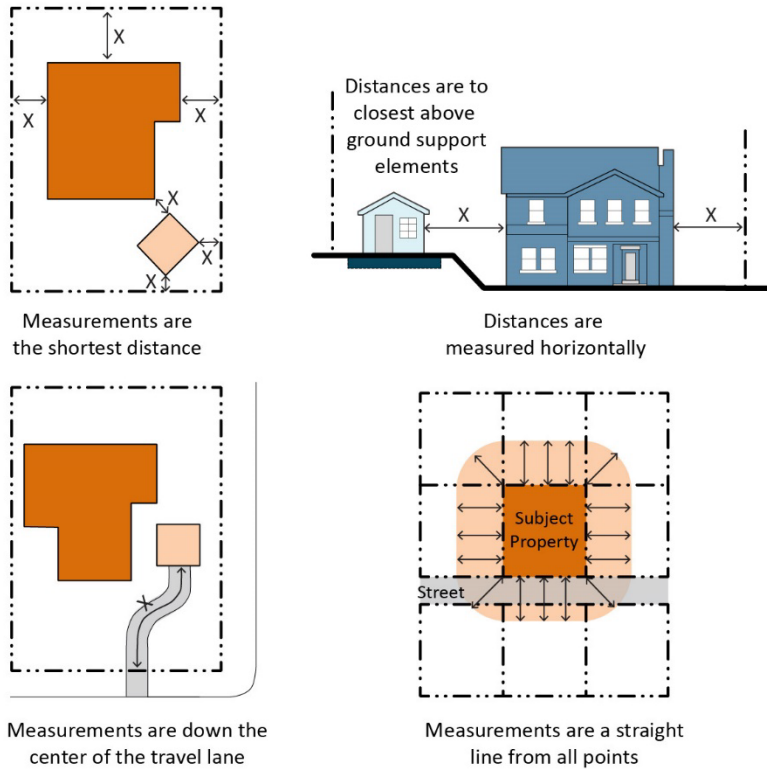 X
X
X
X
X
X
Measurements are
the shortest distance
Distances are to
closest above
ground support
elements
X
X
Distances are
measured horizontally
X
Measurements are down the
center of the travel lane
Subject
Property
Street
Measurements are a straight
line from all points